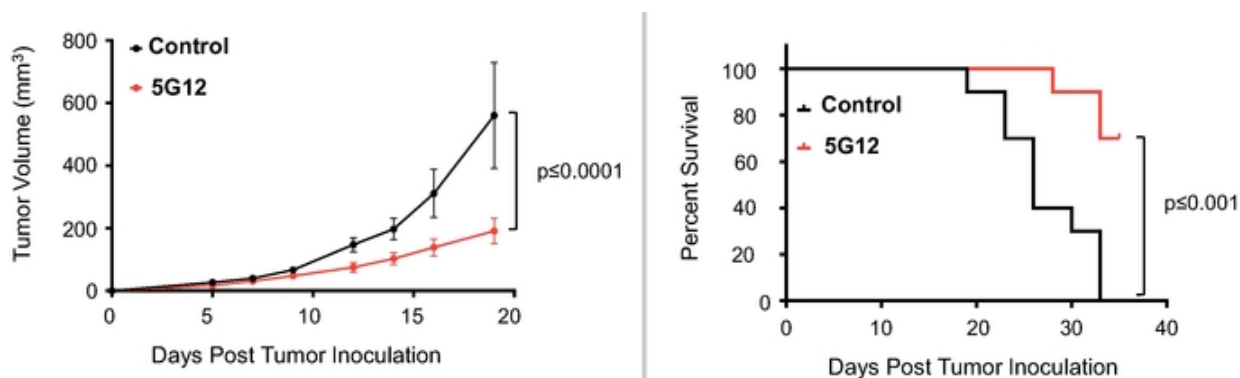 Tumor Volume (mm³)
800
600
400
200
0
Control
5G12
p≤0.0001
0 5 10 15 20
Days Post Tumor Inoculation
Percent Survival
100
80
60
40
20
0
Control
5G12
p≤0.001
0 10 20 30 40
Days Post Tumor Inoculation